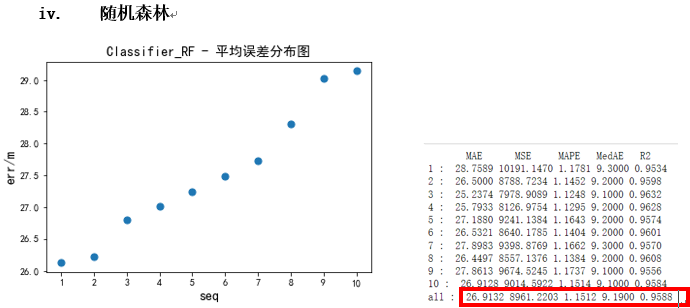 iv. 随机森林
Classifier_RF - 平均误差分布图
29.0
28.5
28.0
27.5
27.0
26.5
26.0
err/m
1 2 3 4 5 6 7 8 9 10
seq
MAE MSE MAPE MedAE R2
1 : 28.7589 10191.1470 1.1781 9.3000 0.9534
2 : 26.5000 8788.7234 1.1452 9.2000 0.9598
3 : 25.2374 7978.9089 1.1248 9.1000 0.9632
4 : 25.7933 8126.9754 1.1295 9.2000 0.9628
5 : 27.1880 9241.1384 1.1643 9.2000 0.9574
6 : 26.5321 8640.1785 1.1404 9.2000 0.9601
7 : 27.8983 9398.8769 1.1662 9.3000 0.9570
8 : 26.4497 8557.1376 1.1384 9.2000 0.9608
9 : 27.8613 9674.5245 1.1737 9.1000 0.9556
10 : 26.9128 9014.5922 1.1514 9.1000 0.9584
all : 26.9132 8961.2203 1.1512 9.1900 0.9588